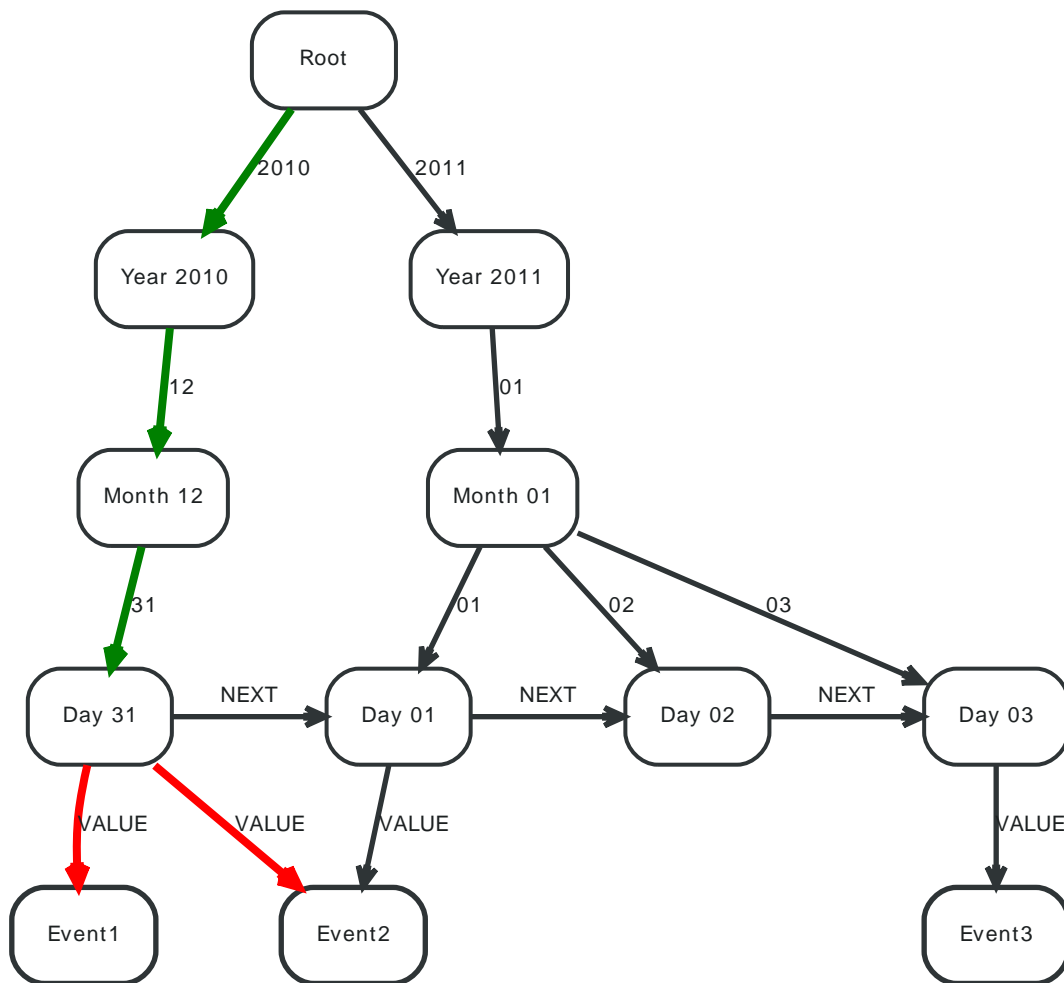 Root
2010
2011
Year 2010
Year 2011
12
01
Month 12
Month 01
31
01
02
03
NEXT
NEXT
NEXT
Day 31
Day 01
Day 02
Day 03
VALUE
VALUE
VALUE
VALUE
Event1
Event2
Event3